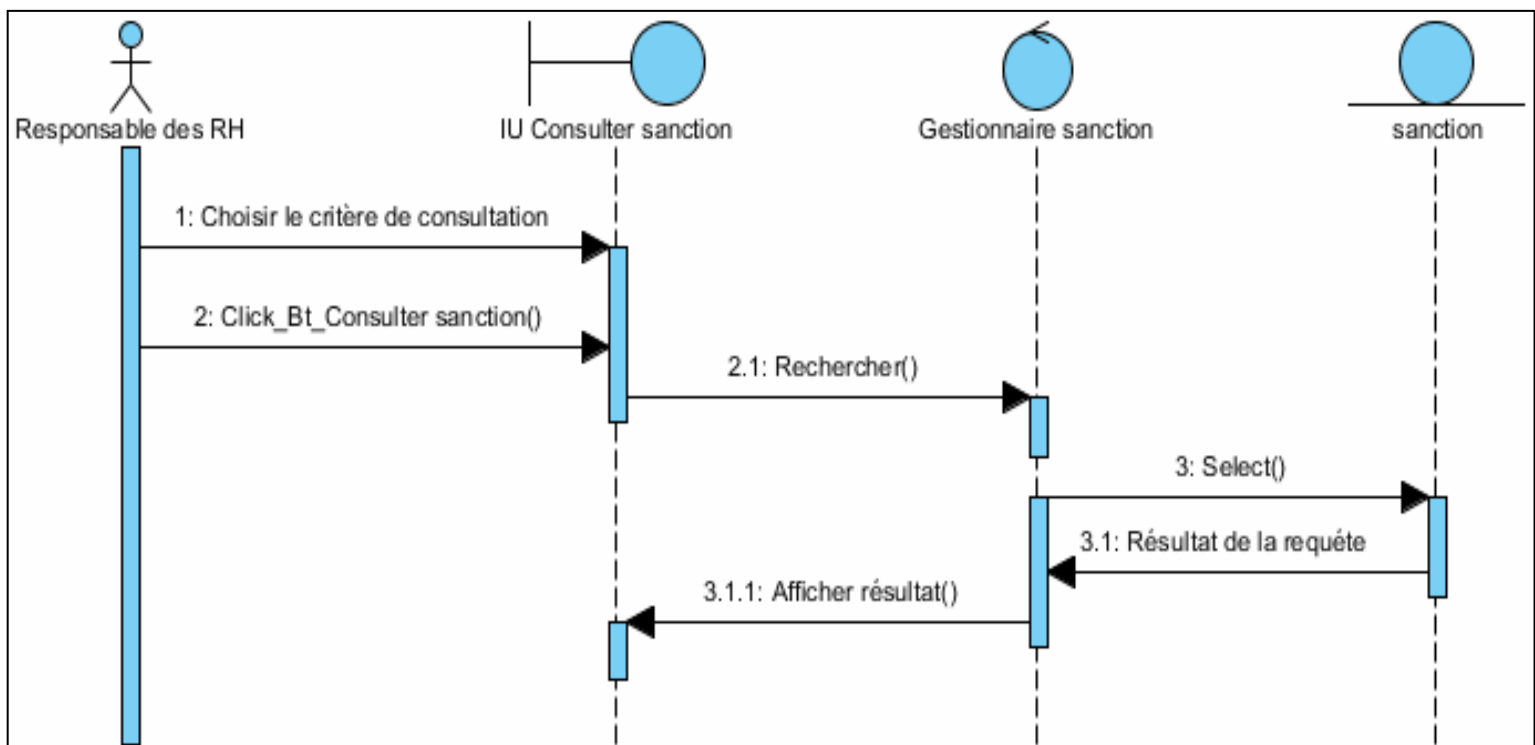 Responsable des RH
IU Consulter sanction
Gestionnaire sanction
sanction
1: Choisir le critère de consultation
2: Click_Bt_Consulter sanction()
2.1: Rechercher()
3: Select()
3.1: Résultat de la requéte
3.1.1: Afficher résultat()